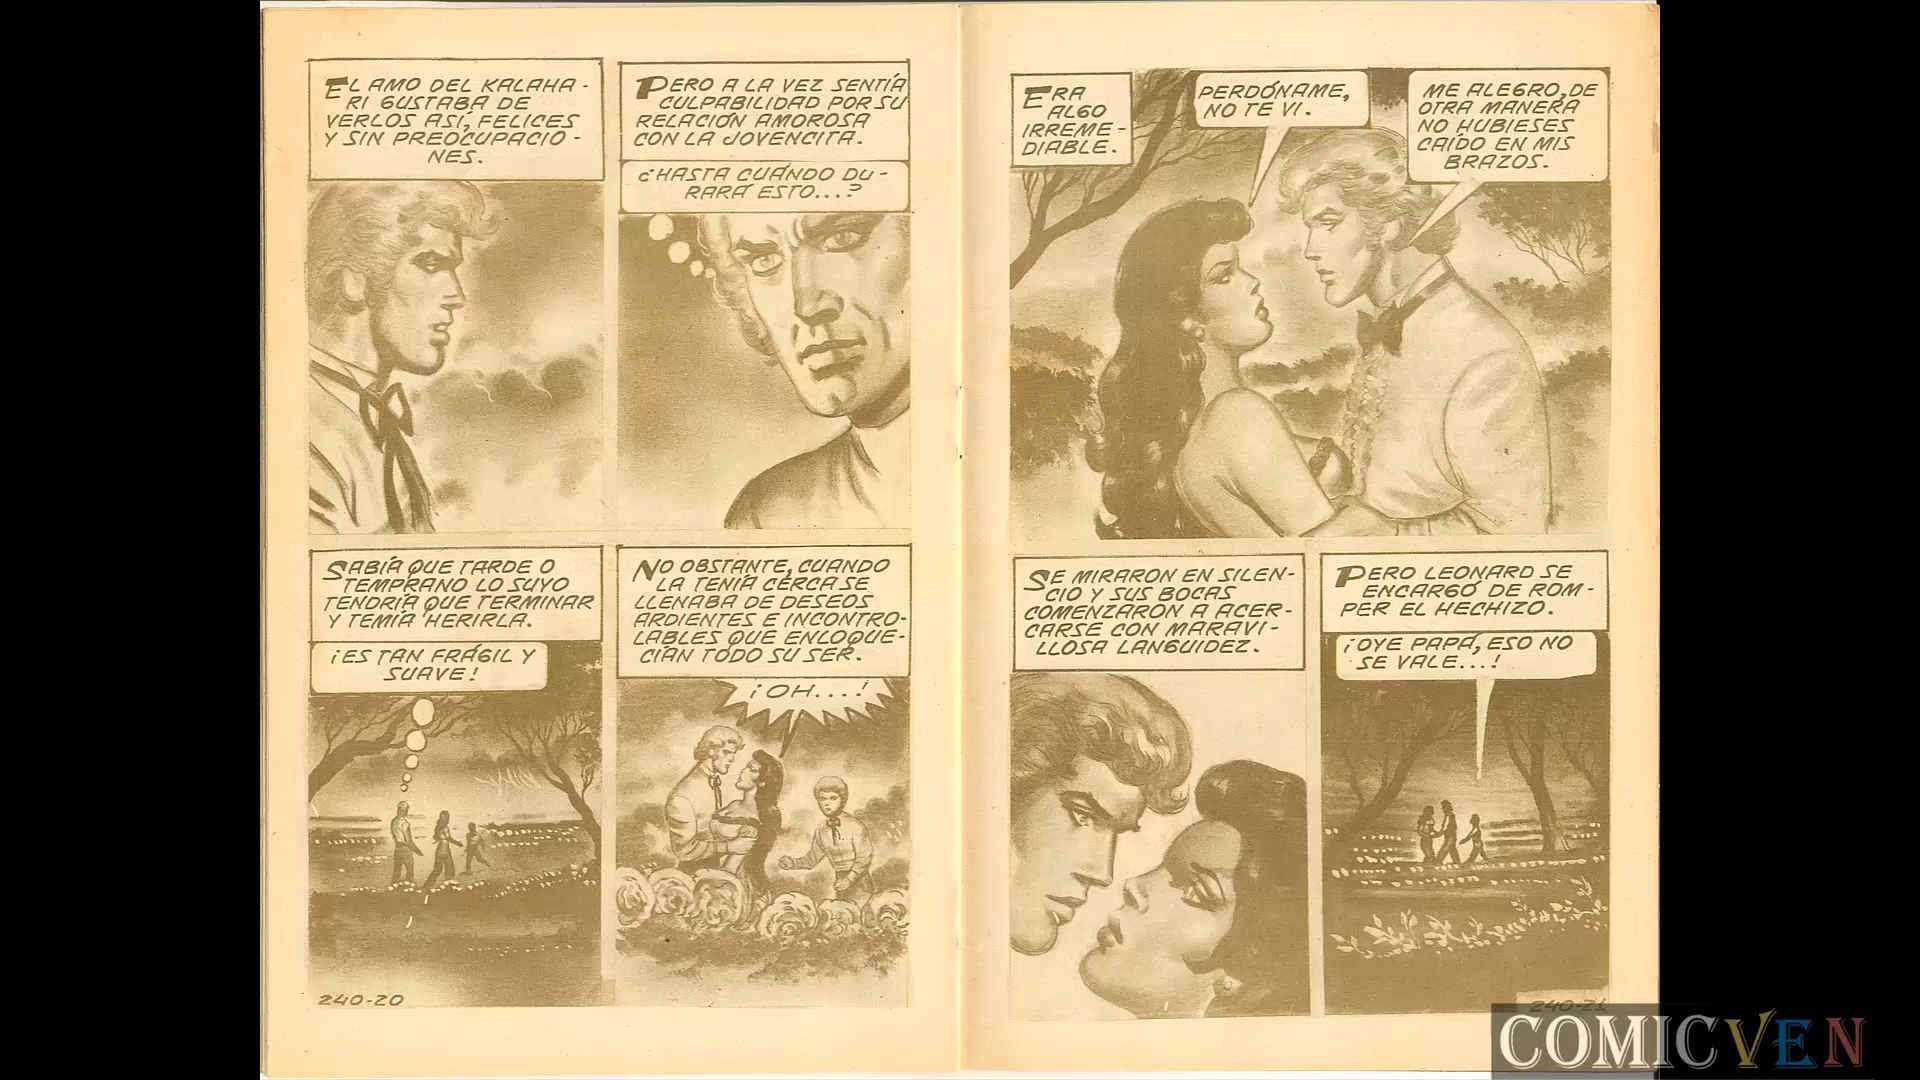 EL AMO DEL KALAHA-
RI GUSTABA DE
VERLOS ASÍ, FELICES
Y SIN PREOCUPACIO-
NES.
PERO A LA VEZ SENTÍA
CULPABILIDAD POR SU
RELACIÓN AMOROSA
CON LA JOVENCITA.
¿HASTA CUÁNDO DU-
RARÁ ESTO...?
SABÍA QUE TARDE O
TEMPRANO LO SUYO
TENDRÍA QUE TERMINAR
Y TEMÍA HERIRLA.
¡ES TAN FRÁGIL Y
SUAVE!
NO OBSTANTE, CUANDO
LA TENÍA CERCA SE
LLENABA DE DESEOS
ARDIENTES E INCONTRO-
LABLES QUE ENLOQUE-
CÍAN TODO SU SER.
¡OH....!
240-20
ERA
ALGO
IRREME-
DIABLE.
PERDÓNAME,
NO TE VI.
ME ALEGRO, DE
OTRA MANERA
NO HUBIESES
CAÍDO EN MIS
BRAZOS.
SE MIRARON EN SILEN-
CIO Y SUS BOCAS
COMENZARON A ACER-
CARSE CON MARAVI-
LLOSA LANGUIDEZ.
PERO LEONARD SE
ENCARGÓ DE ROM-
PER EL HECHIZO.
¡OYE PAPÁ, ESO NO
SE VALE...!
240-21
COMICVEN